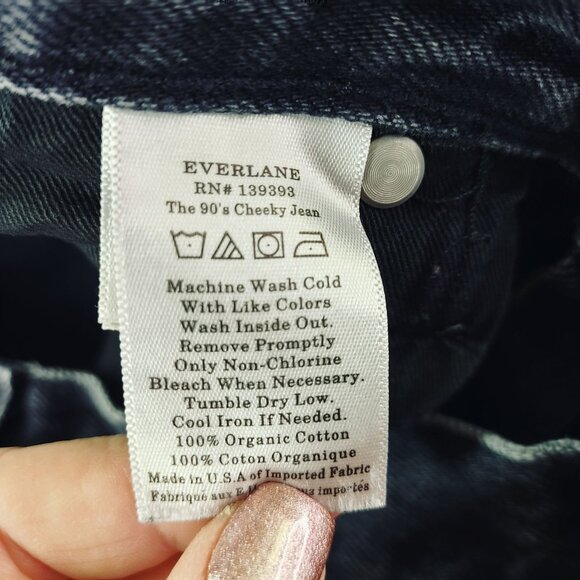 EVERLANE
RN# 139393
The 90's Cheeky Jean
Machine Wash Cold
With Like Colors
Wash Inside Out.
Remove Promptly
Only Non-Chlorine
Bleach When Necessary.
Tumble Dry Low.
Cool Iron If Needed.
100% Organic Cotton
100% Coton Organique
Made in U.S.A of Imported Fabric
Fabrique aux importés